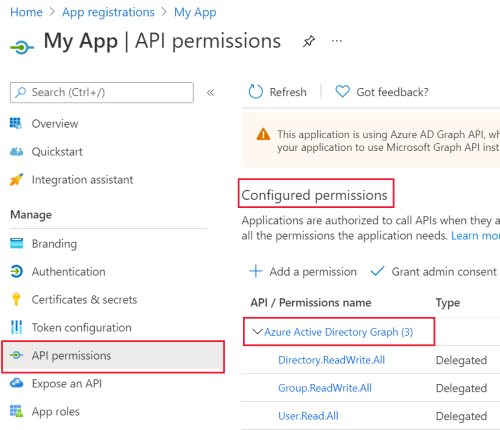 Home > App registrations > My App
My App | API permissions ...
Search (Ctrl+/) «
Overview
Quickstart
Integration assistant
Manage
Branding
Authentication
Certificates & secrets
Token configuration
API permissions
Expose an API
App roles
Refresh Got feedback?
This application is using Azure AD Graph API,
your application to use Microsoft Graph API
Configured permissions
Applications are authorized to call APIs when they
all the permissions the application needs. Learn
+ Add a permission Grant admin consent
API / Permissions name Type
Azure Active Directory Graph (3)
Directory.ReadWrite.All Delegated
Group.ReadWrite.All Delegated
User.Read.All Delegated